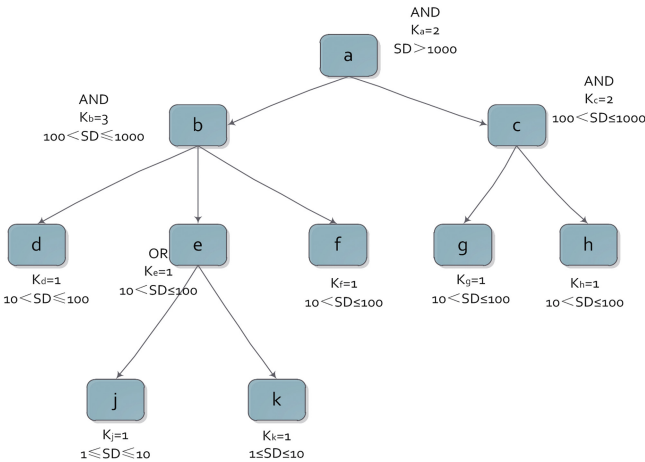 AND
Ka=2
SD＞1000
a
AND
Kb=3
100＜SD≤1000
b
AND
Kc=2
100＜SD≤1000
c
d
Kd=1
10＜SD≤100
OR
Ke=1
10＜SD≤100
e
f
Kf=1
10＜SD≤100
g
Kg=1
10＜SD≤100
h
Kh=1
10＜SD≤100
j
Kj=1
1≤SD≤10
k
Kk=1
1≤SD≤10